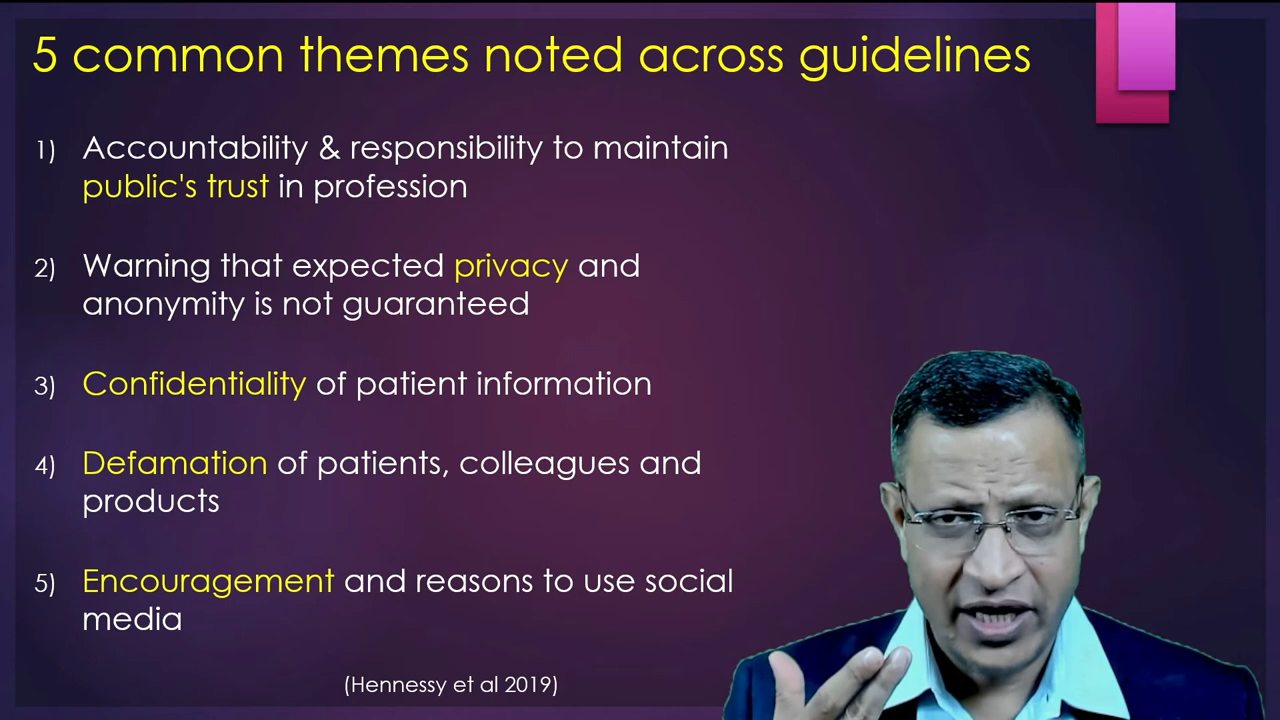 5 common themes noted across guidelines
1) Accountability & responsibility to maintain
public's trust in profession
2) Warning that expected privacy and
anonymity is not guaranteed
3) Confidentiality of patient information
4) Defamation of patients, colleagues and
products
5) Encouragement and reasons to use social
media
(Hennessy et al 2019)